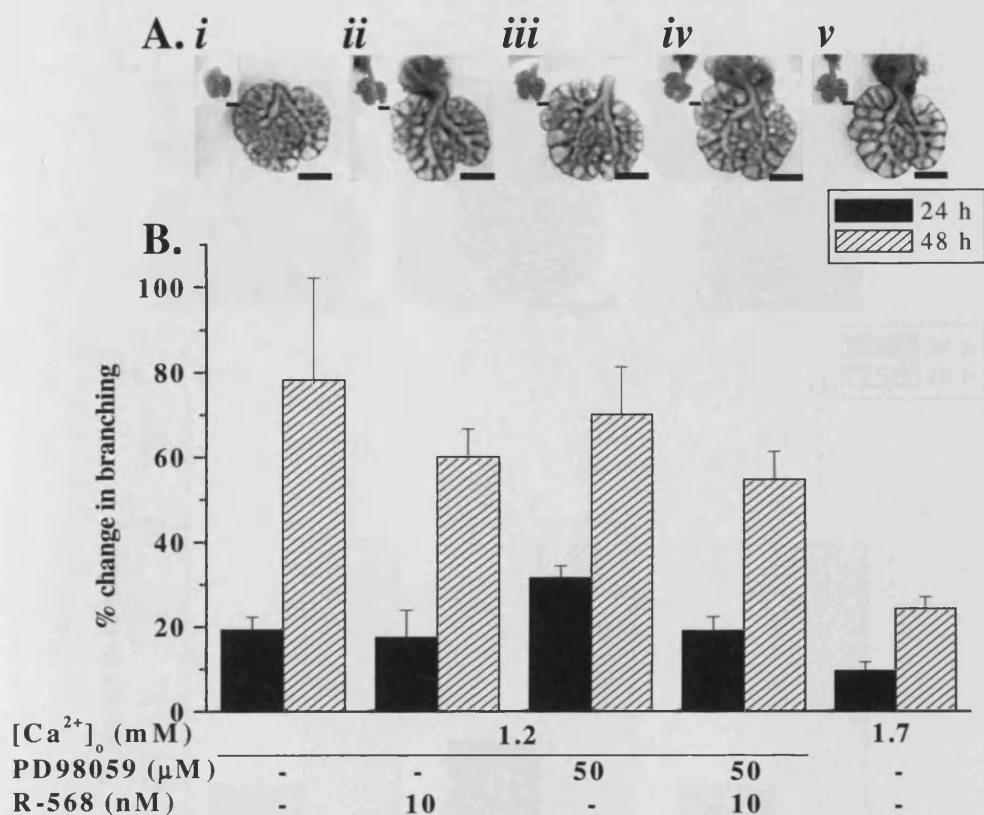 A. i ii iii iv v
24 h
48 h
B.
100
80
60
40
20
0
% change in branching
[Ca²⁺]ₒ (mM) 1.2 1.7
PD98059 (μM) - - 50 50 -
R-568 (nM) - 10 - 10 -